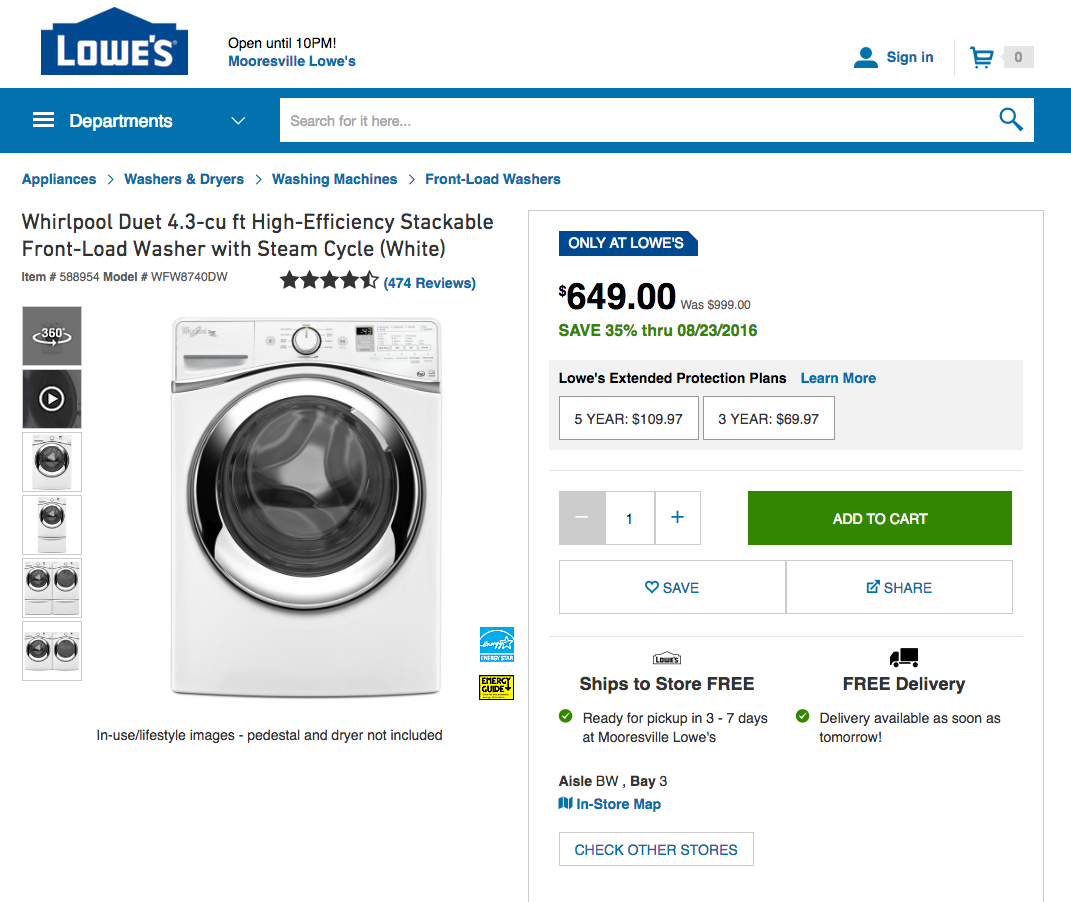 LOWE'S
Open until 10PM!
Mooresville Lowe's
Sign in
0
Departments
Search for it here...
Appliances > Washers & Dryers > Washing Machines > Front-Load Washers
Whirlpool Duet 4.3-cu ft High-Efficiency Stackable
Front-Load Washer with Steam Cycle (White)
Item # 588954 Model # WFW8740DW
(474 Reviews)
360°
ENERGY STAR
ENERGY
GUIDE
In-use/lifestyle images - pedestal and dryer not included
ONLY AT LOWE'S
$649.00 Was $999.00
SAVE 35% thru 08/23/2016
Lowe's Extended Protection Plans Learn More
5 YEAR: $109.97
3 YEAR: $69.97
− 1 +
ADD TO CART
SAVE
SHARE
LOWE'S
Ships to Store FREE
Ready for pickup in 3 - 7 days
at Mooresville Lowe's
FREE Delivery
Delivery available as soon as
tomorrow!
Aisle BW , Bay 3
In-Store Map
CHECK OTHER STORES